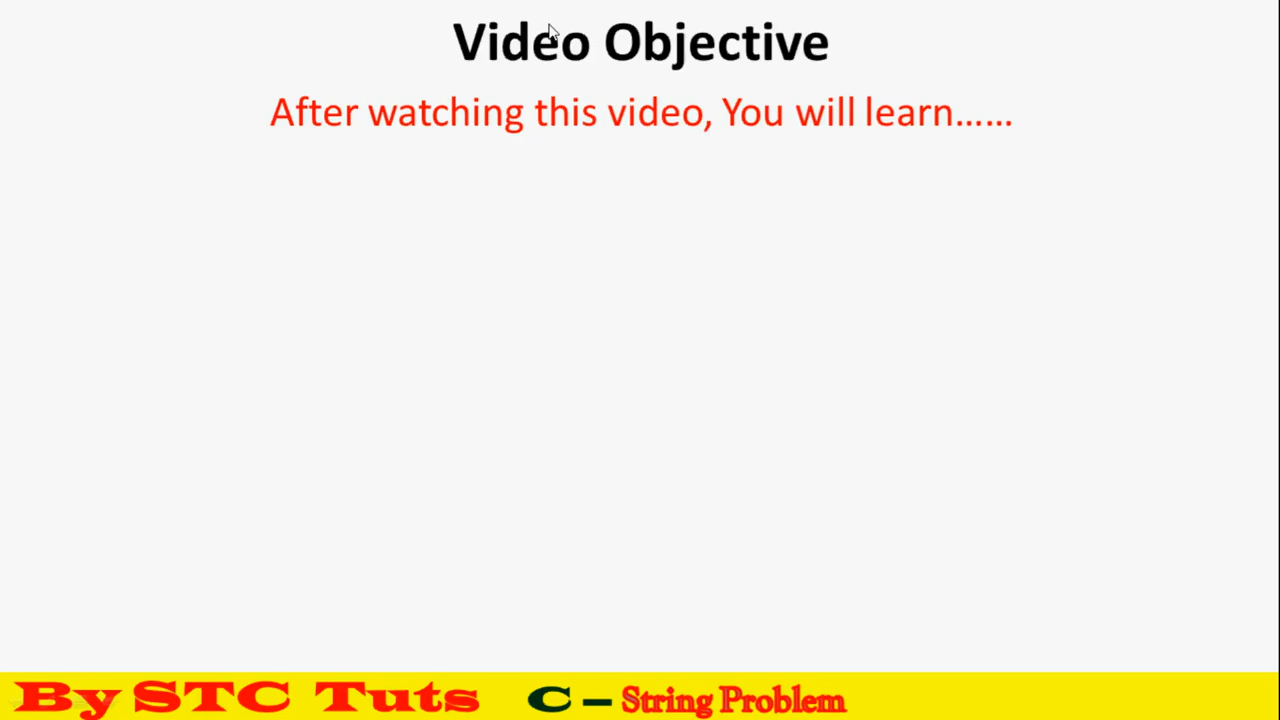 Video Objective
After watching this video, You will learn……
By STC Tuts C – String Problem